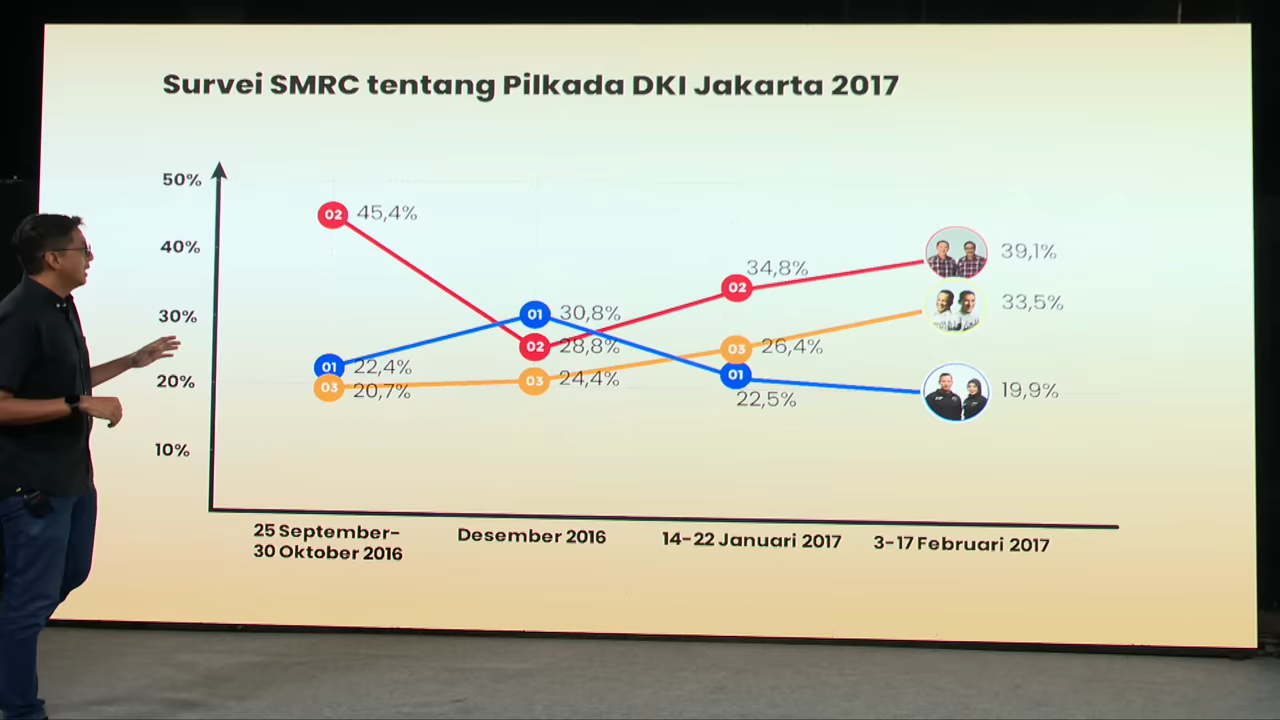 Survei SMRC tentang Pilkada DKI Jakarta 2017
50%
40%
30%
20%
10%
02 45,4%
01 22,4%
03 20,7%
01 30,8%
02 28,8%
03 24,4%
02 34,8%
03 26,4%
01 22,5%
39,1%
33,5%
19,9%
25 September-
30 Oktober 2016
Desember 2016
14-22 Januari 2017
3-17 Februari 2017